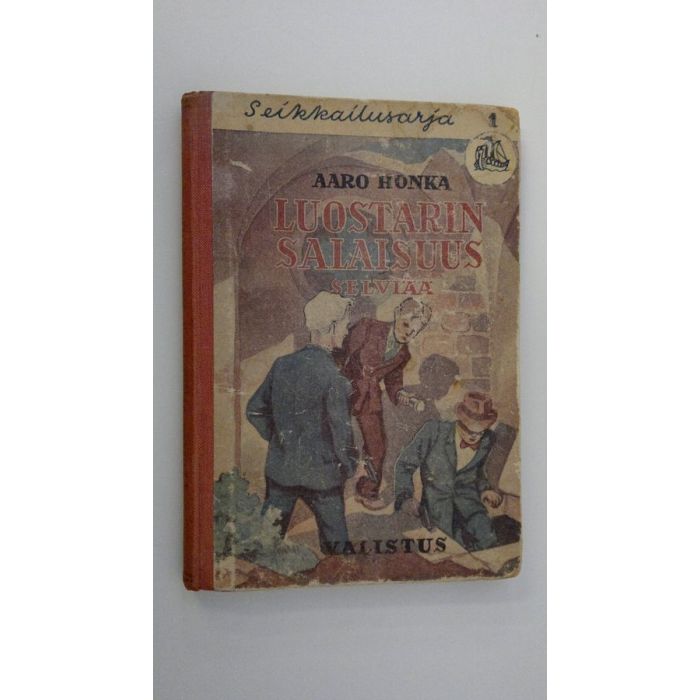 Seikkailusarja 1
AARO HONKA
LUOSTARIN
SALAISUUS
SELVIÄÄ
VALISTUS